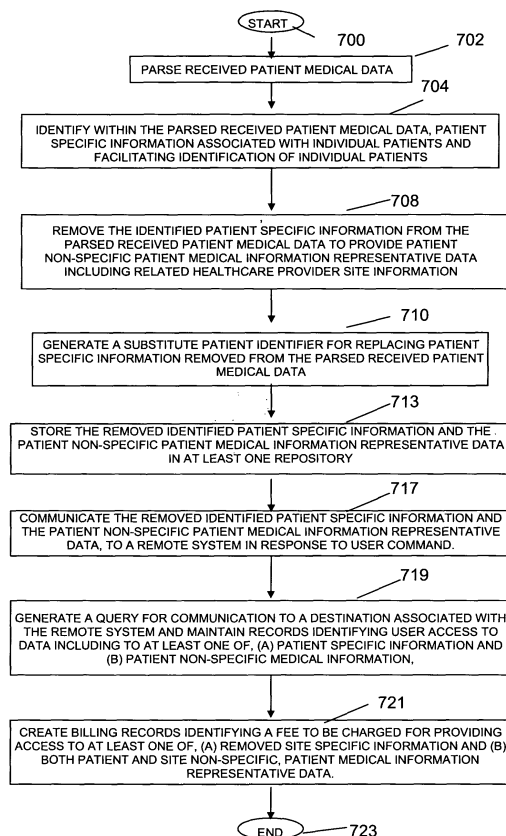 START
700
702
PARSE RECEIVED PATIENT MEDICAL DATA
704
IDENTIFY WITHIN THE PARSED RECEIVED PATIENT MEDICAL DATA, PATIENT
SPECIFIC INFORMATION ASSOCIATED WITH INDIVIDUAL PATIENTS AND
FACILITATING IDENTIFICATION OF INDIVIDUAL PATIENTS
708
REMOVE THE IDENTIFIED PATIENT SPECIFIC INFORMATION FROM THE
PARSED RECEIVED PATIENT MEDICAL DATA TO PROVIDE PATIENT
NON-SPECIFIC PATIENT MEDICAL INFORMATION REPRESENTATIVE DATA
INCLUDING RELATED HEALTHCARE PROVIDER SITE INFORMATION
710
GENERATE A SUBSTITUTE PATIENT IDENTIFIER FOR REPLACING PATIENT
SPECIFIC INFORMATION REMOVED FROM THE PARSED RECEIVED PATIENT
MEDICAL DATA
713
STORE THE REMOVED IDENTIFIED PATIENT SPECIFIC INFORMATION AND THE
PATIENT NON-SPECIFIC PATIENT MEDICAL INFORMATION REPRESENTATIVE DATA
IN AT LEAST ONE REPOSITORY
717
COMMUNICATE THE REMOVED IDENTIFIED PATIENT SPECIFIC INFORMATION AND
THE PATIENT NON-SPECIFIC PATIENT MEDICAL INFORMATION REPRESENTATIVE
DATA, TO A REMOTE SYSTEM IN RESPONSE TO USER COMMAND.
719
GENERATE A QUERY FOR COMMUNICATION TO A DESTINATION ASSOCIATED WITH
THE REMOTE SYSTEM AND MAINTAIN RECORDS IDENTIFYING USER ACCESS TO
DATA INCLUDING TO AT LEAST ONE OF, (A) PATIENT SPECIFIC INFORMATION AND
(B) PATIENT NON-SPECIFIC MEDICAL INFORMATION,
721
CREATE BILLING RECORDS IDENTIFYING A FEE TO BE CHARGED FOR PROVIDING
ACCESS TO AT LEAST ONE OF, (A) REMOVED SITE SPECIFIC INFORMATION AND (B)
BOTH PATIENT AND SITE NON-SPECIFIC, PATIENT MEDICAL INFORMATION
REPRESENTATIVE DATA.
END
723